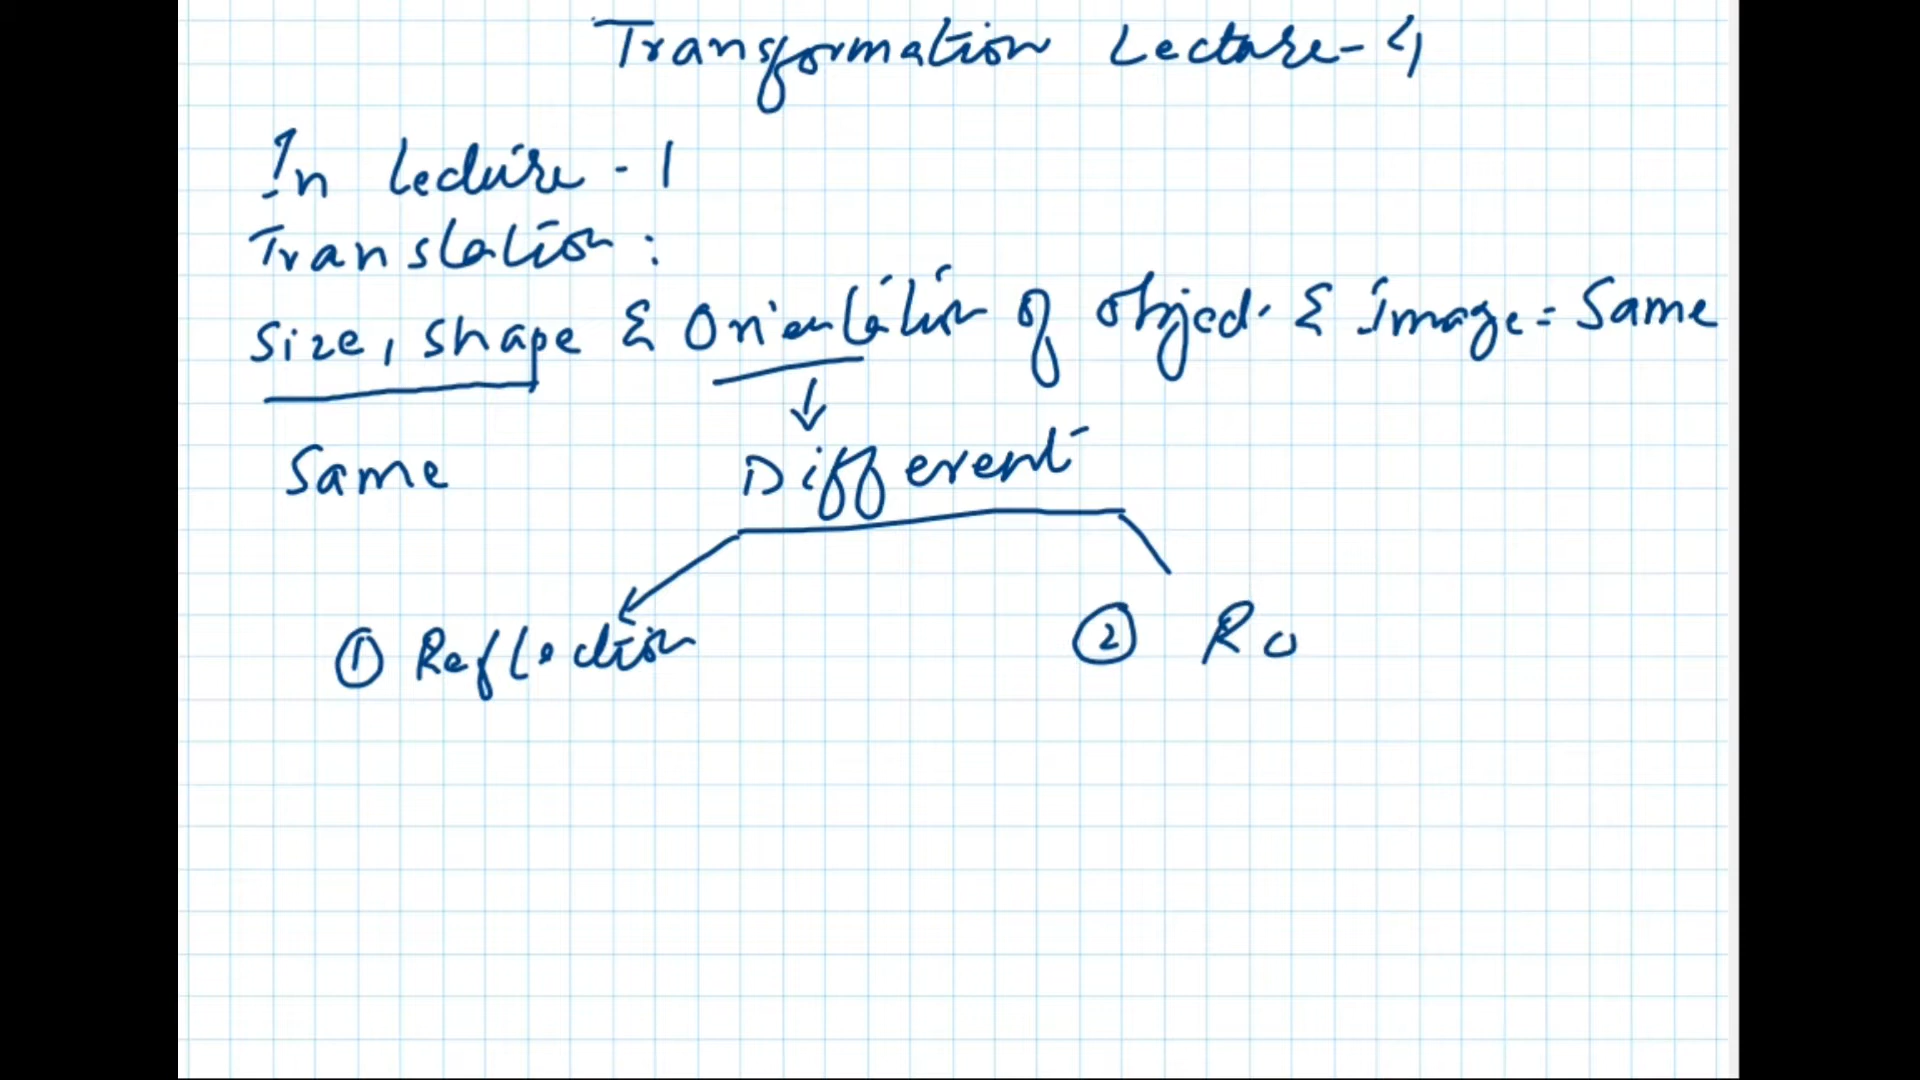 Transformation Lecture-4
In Lecture-1
Translation:
Size, Shape & Orientation of object & Image = Same
↓
Same Different
① Reflection ② Ro